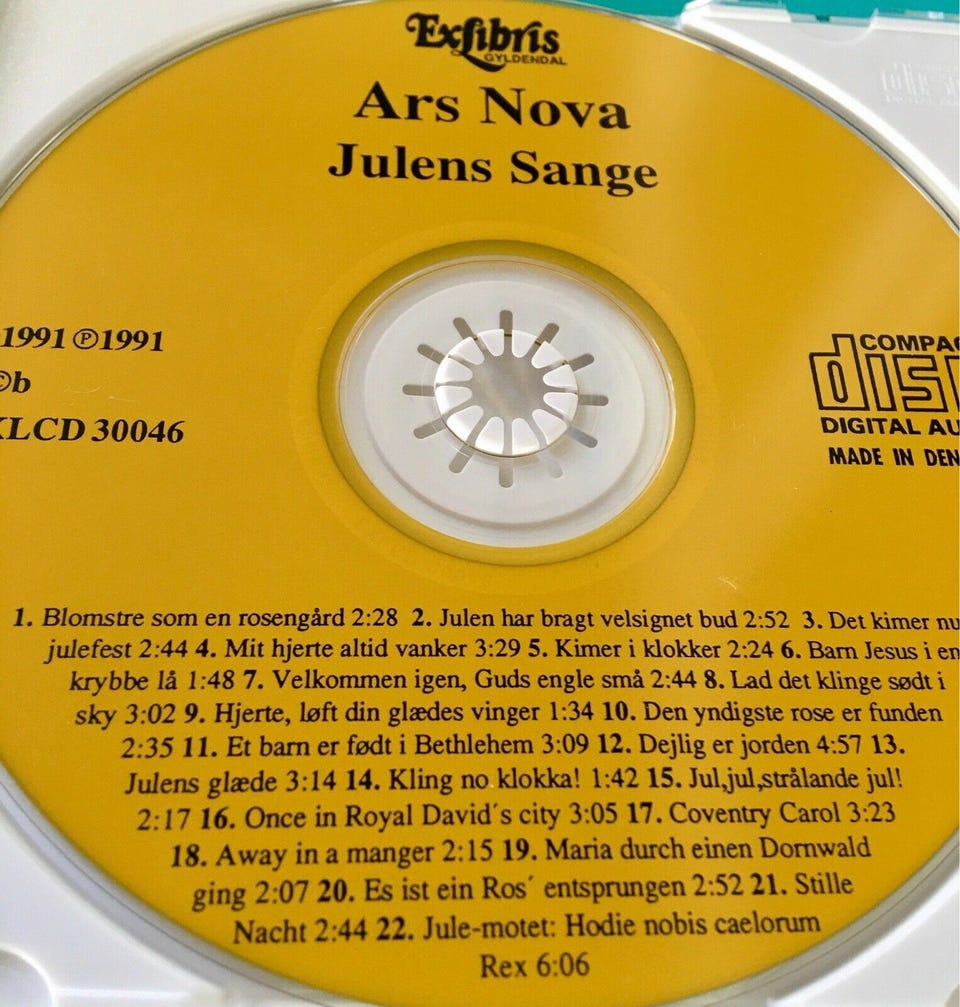 Exlibris
GYLDENDAL
Ars Nova
Julens Sange
1991 ℗1991
©b
LCD 30046
COMPA
disc
DIGITAL AU
MADE IN DEN
1. Blomstre som en rosengård 2:28 2. Julen har bragt velsignet bud 2:52 3. Det kimer nu
julefest 2:44 4. Mit hjerte altid vanker 3:29 5. Kimer i klokker 2:24 6. Barn Jesus i en
krybbe lå 1:48 7. Velkommen igen, Guds engle små 2:44 8. Lad det klinge sødt i
sky 3:02 9. Hjerte, løft din glædes vinger 1:34 10. Den yndigste rose er funden
2:35 11. Et barn er født i Bethlehem 3:09 12. Dejlig er jorden 4:57 13.
Julens glæde 3:14 14. Kling no klokka! 1:42 15. Jul,jul,strålande jul!
2:17 16. Once in Royal David´s city 3:05 17. Coventry Carol 3:23
18. Away in a manger 2:15 19. Maria durch einen Dornwald
ging 2:07 20. Es ist ein Ros´ entsprungen 2:52 21. Stille
Nacht 2:44 22. Jule-motet: Hodie nobis caelorum
Rex 6:06